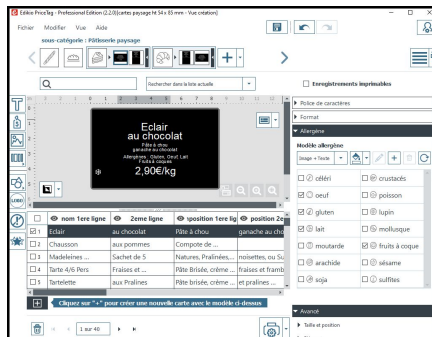 Edikio PriceTag - Professional Edition (2.2.0)[cartes paysage ht 54 x 85 mm - Vue création]
Fichier Modifier Vue Aide
sous-catégorie : Pâtisserie paysage
Rechercher dans la liste actuelle
Enregistrements imprimables
Police de caractères
Format
Allergène
Modèle allergène
Image + Texte
céléri crustacés
oeuf poisson
gluten lupin
lait mollusque
moutarde fruits à coque
arachide sésame
soja sulfites
Avancé
Taille et position
Eclair
au chocolat
Pâte à chou
ganache au chocolat
Allergènes : Gluten, Oeuf, Lait
Fruits à coques
2,90€/kg
LOGO
nom 1ere ligne 2eme ligne position 1ere lig position 2e
1 Eclair au chocolat Pâte à chou ganache au cho
2 Chausson aux pommes Compote de ...
3 Madeleines ... Sachet de 5 Natures, Pralinées,... noisettes, ou Su
4 Tarte 4/6 Pers Fraises et ... Pâte Brisée, crème ... fraises et framb
5 Tartelette aux Pralines Pâte brisée, crème ... et pralines ...
Cliquez sur "+" pour créer une nouvelle carte avec le modèle ci-dessus
1 sur 40